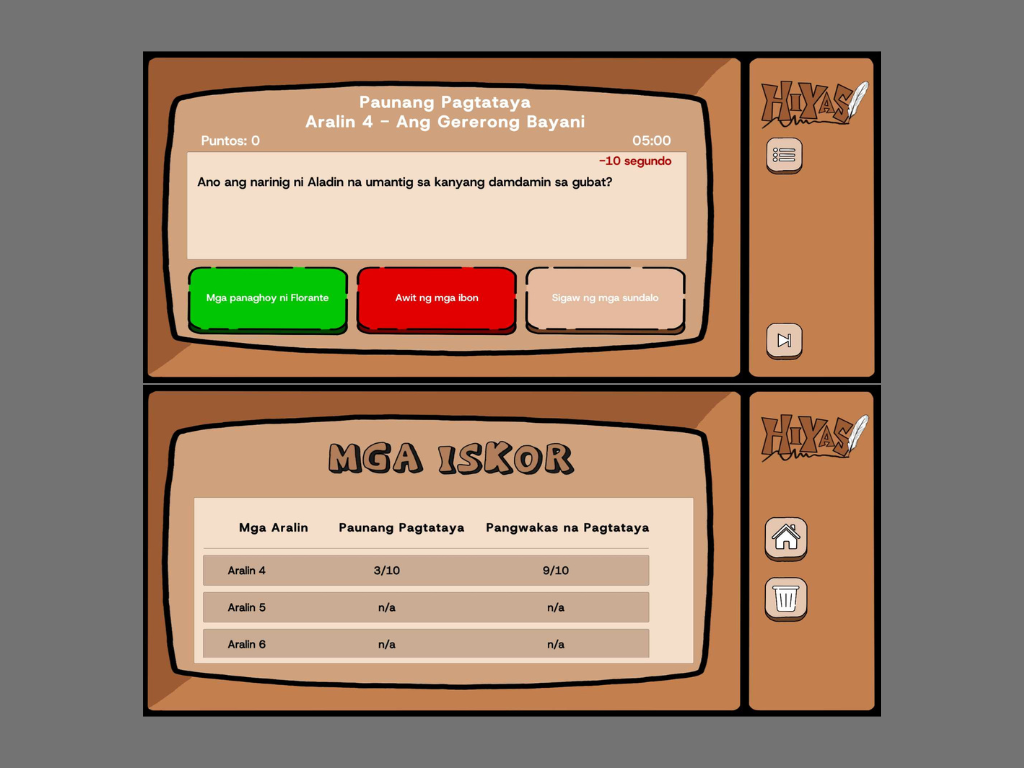 Paunang Pagtataya
Aralin 4 - Ang Gererong Bayani
Puntos: 0
05:00
-10 segundo
Ano ang narinig ni Aladin na umantig sa kanyang damdamin sa gubat?
Mga panaghoy ni Florante
Awit ng mga ibon
Sigaw ng mga sundalo
HIYAS
MGA ISKOR
Mga Aralin Paunang Pagtataya Pangwakas na Pagtataya
Aralin 4 3/10 9/10
Aralin 5 n/a n/a
Aralin 6 n/a n/a
HIYAS